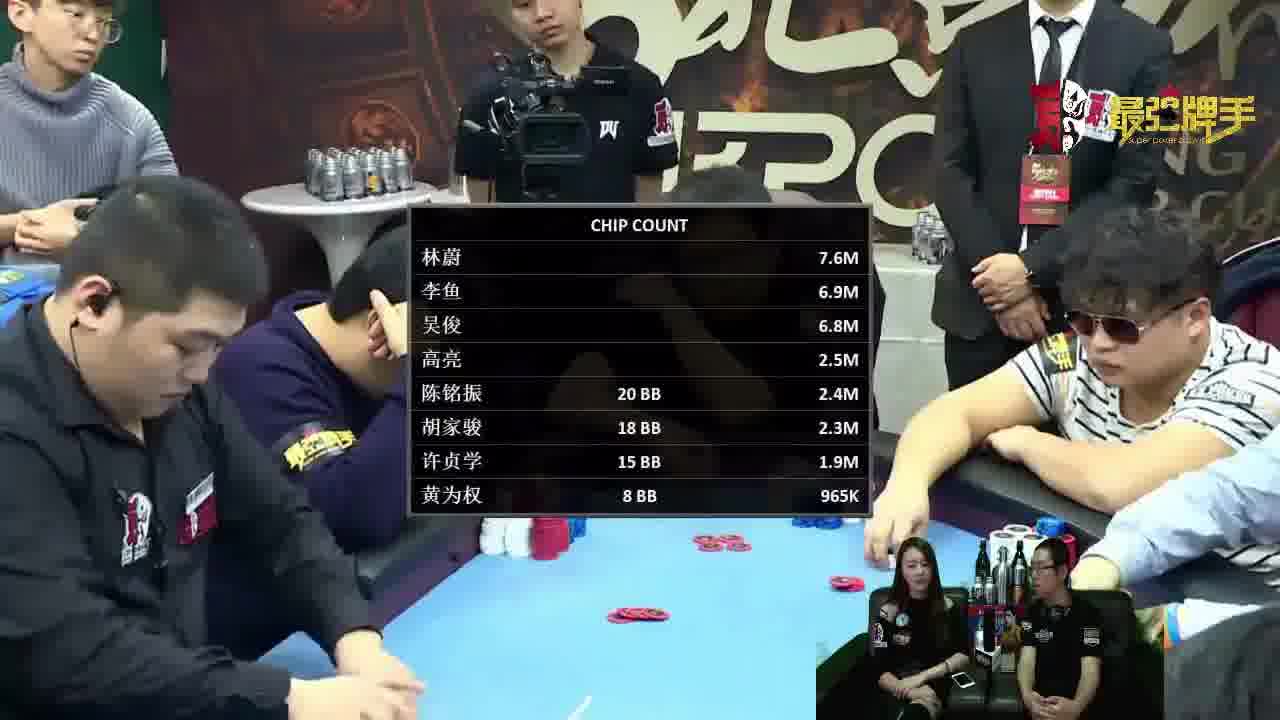 最强牌手
CHIP COUNT
林蔚 7.6M
李鱼 6.9M
吴俊 6.8M
高亮 2.5M
陈铭振 20 BB 2.4M
胡家骏 18 BB 2.3M
许贞学 15 BB 1.9M
黄为权 8 BB 965K